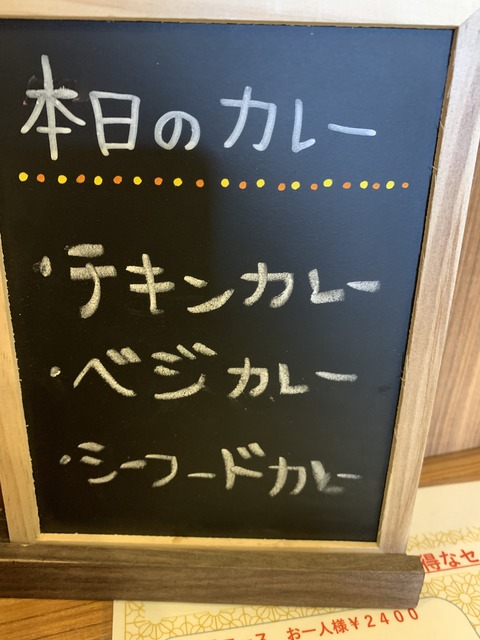 本日のカレー
・チキンカレー
・ベジカレー
・シーフードカレー
得なセ
お一人様¥2400